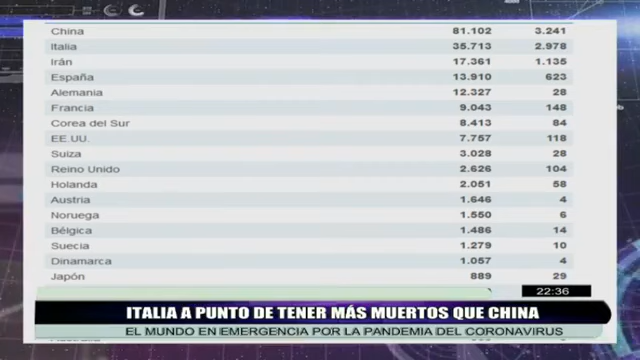 China 81.102 3.241
Italia 35.713 2.978
Irán 17.361 1.135
España 13.910 623
Alemania 12.327 28
Francia 9.043 148
Corea del Sur 8.413 84
EE.UU. 7.757 118
Suiza 3.028 28
Reino Unido 2.626 104
Holanda 2.051 58
Austria 1.646 4
Noruega 1.550 6
Bélgica 1.486 14
Suecia 1.279 10
Dinamarca 1.057 4
Japón 889 29
22:36
ITALIA A PUNTO DE TENER MÁS MUERTOS QUE CHINA
EL MUNDO EN EMERGENCIA POR LA PANDEMIA DEL CORONAVIRUS